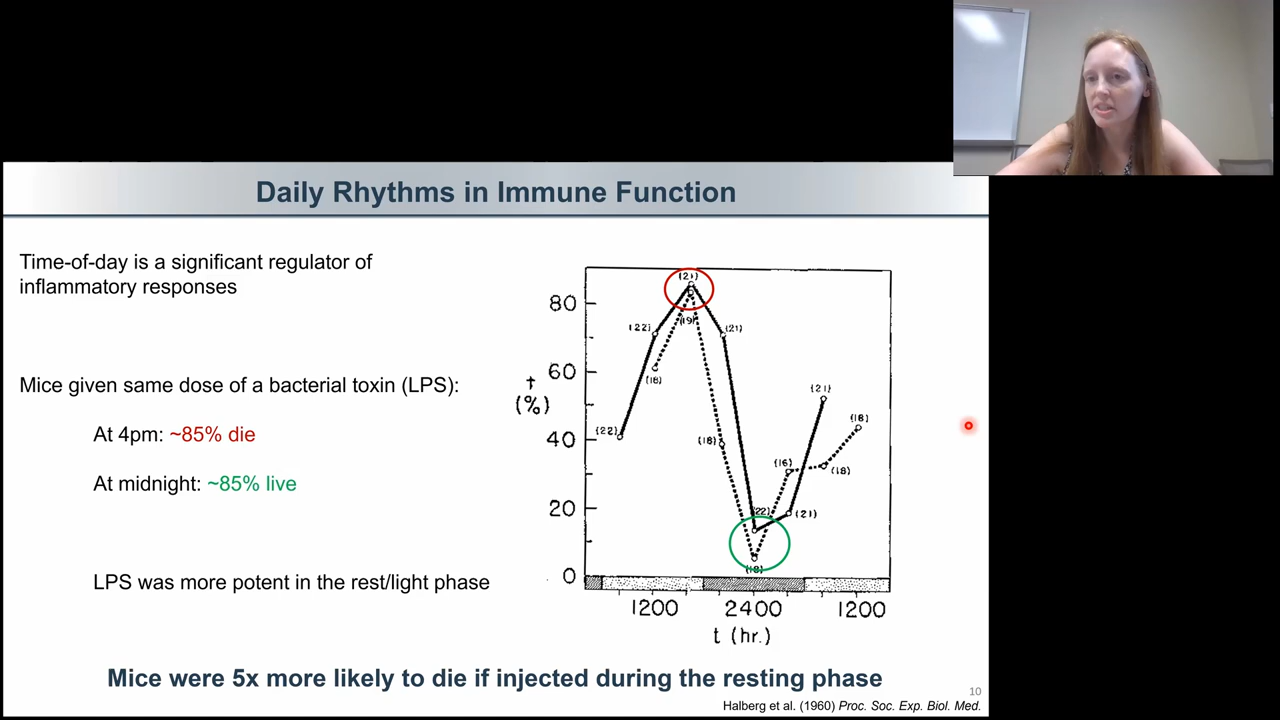 Daily Rhythms in Immune Function
Time-of-day is a significant regulator of
inflammatory responses
Mice given same dose of a bacterial toxin (LPS):
At 4pm: ~85% die
At midnight: ~85% live
LPS was more potent in the rest/light phase
†
(%)
80
60
40
20
0
(22)
(22)
(18)
(21)
(19)
(21)
(18)
(22)
(18)
(16)
(21)
(21)
(18)
(18)
1200
2400
1200
t (hr.)
Mice were 5x more likely to die if injected during the resting phase
10
Halberg et al. (1960) Proc. Soc. Exp. Biol. Med.